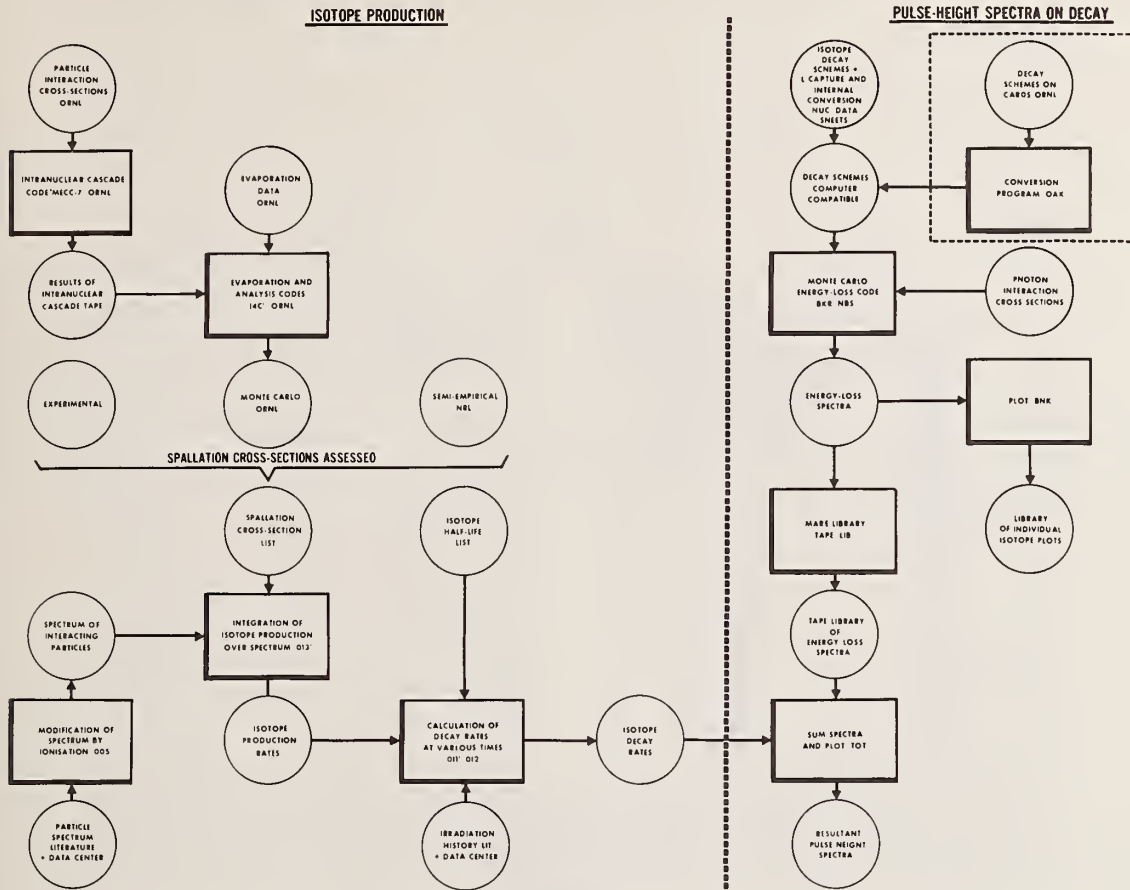 ISOTOPE PRODUCTION
PARTICLE
INTERACTION
CROSS-SECTIONS
ORNL
INTRANUCLEAR CASCADE
CODE'MECC-7 ORNL
RESULTS OF
INTRANUCLEAR
CASCADE TAPE
EVAPORATION
DATA
ORNL
EVAPORATION AND
ANALYSIS CODES
I4C' ORNL
EXPERIMENTAL
MONTE CARLO
ORNL
SEMI-EMPIRICAL
NRL
SPALLATION CROSS-SECTIONS ASSESSED
SPALLATION
CROSS-SECTION
LIST
ISOTOPE
HALF-LIFE
LIST
SPECTRUM OF
INTERACTING
PARTICLES
INTEGRATION OF
ISOTOPE PRODUCTION
OVER SPECTRUM 013'
MODIFICATION OF
SPECTRUM BY
IONISATION 005
ISOTOPE
PRODUCTION
RATES
CALCULATION OF
DECAY RATES
AT VARIOUS TIMES
011' 012
ISOTOPE
DECAY
RATES
PARTICLE
SPECTRUM
LITERATURE
+ DATA CENTER
IRRADIATION
HISTORY LIT
+ DATA CENTER
PULSE-HEIGHT SPECTRA ON DECAY
ISOTOPE
DECAY
SCHEMES +
L CAPTURE AND
INTERNAL
CONVERSION
NUC DATA
SNEETS
DECAY
SCHEMES ON
CAROS ORNL
DECAY SCHEMES
COMPUTER
COMPATIBLE
CONVERSION
PROGRAM OAK
MONTE CARLO
ENERGY-LOSS CODE
BKR NBS
PNOTON
INTERACTION
CROSS SECTIONS
ENERGY-LOSS
SPECTRA
PLOT BNK
MARE LIBRARY
TAPE LIB
LIBRARY
OF INDIVIDUAL
ISOTOPE PLOTS
TAPE LIBRARY
OF
ENERGY LOSS
SPECTRA
SUM SPECTRA
AND PLOT TOT
RESULTANT
PULSE HEIGHT
SPECTRA